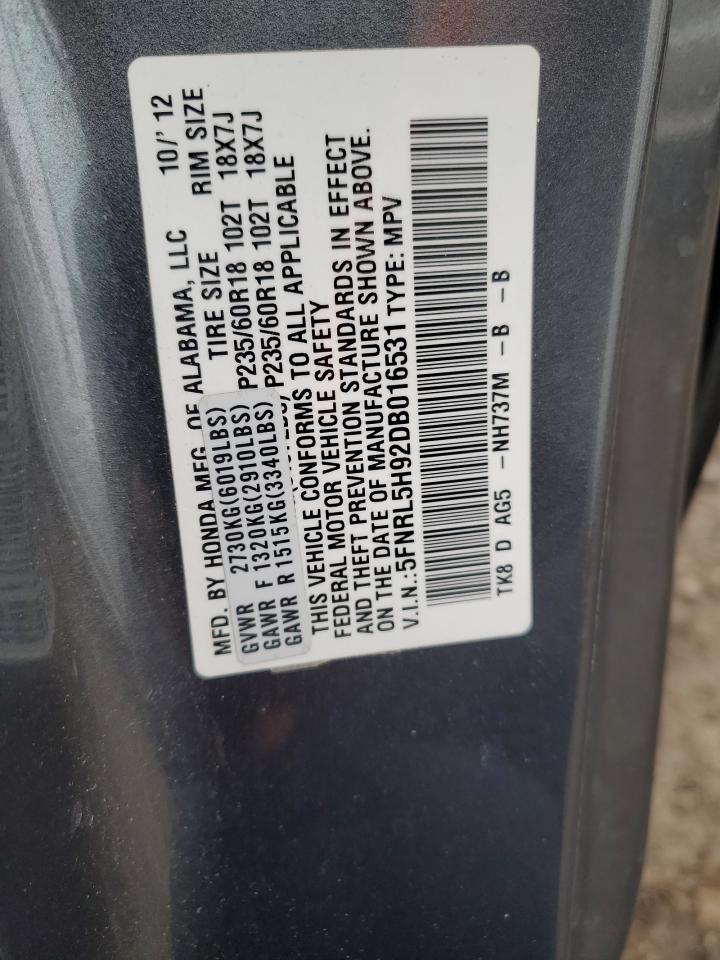 MFD. BY HONDA MFG. OF ALABAMA, LLC 10/'12
TIRE SIZE RIM SIZE
GVWR 2730KG(6019LBS)
GAWR F 1320KG(2910LBS) P235/60R18 102T 18X7J
GAWR R 1515KG(3340LBS) P235/60R18 102T 18X7J
THIS VEHICLE CONFORMS TO ALL APPLICABLE
FEDERAL MOTOR VEHICLE SAFETY
AND THEFT PREVENTION STANDARDS IN EFFECT
ON THE DATE OF MANUFACTURE SHOWN ABOVE.
V.I.N.:5FNRL5H92DB016531 TYPE: MPV
TK8 D AG5 -NH737M -B -B